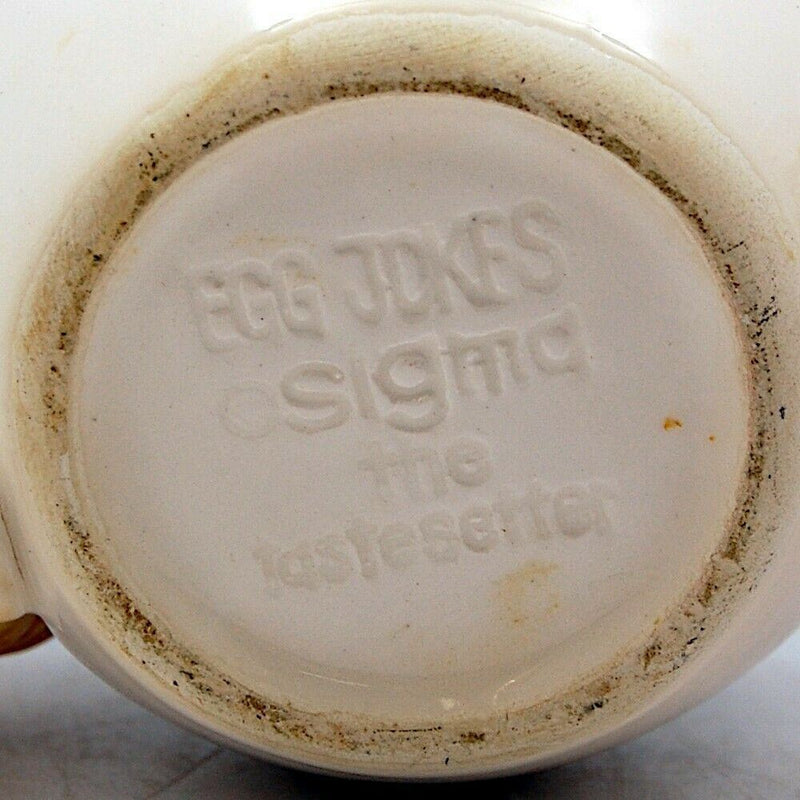 EGG JOKES
©sigma
the
tastesetter